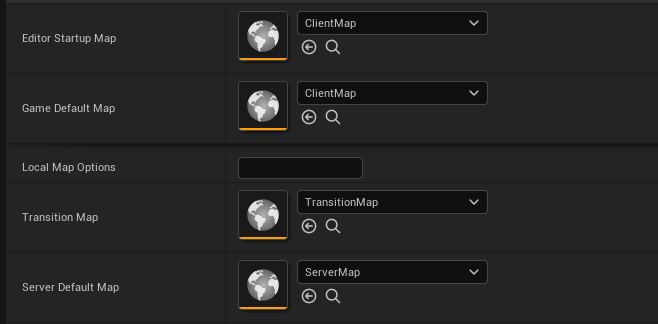 Editor Startup Map
ClientMap
Game Default Map
ClientMap
Local Map Options
Transition Map
TransitionMap
Server Default Map
ServerMap